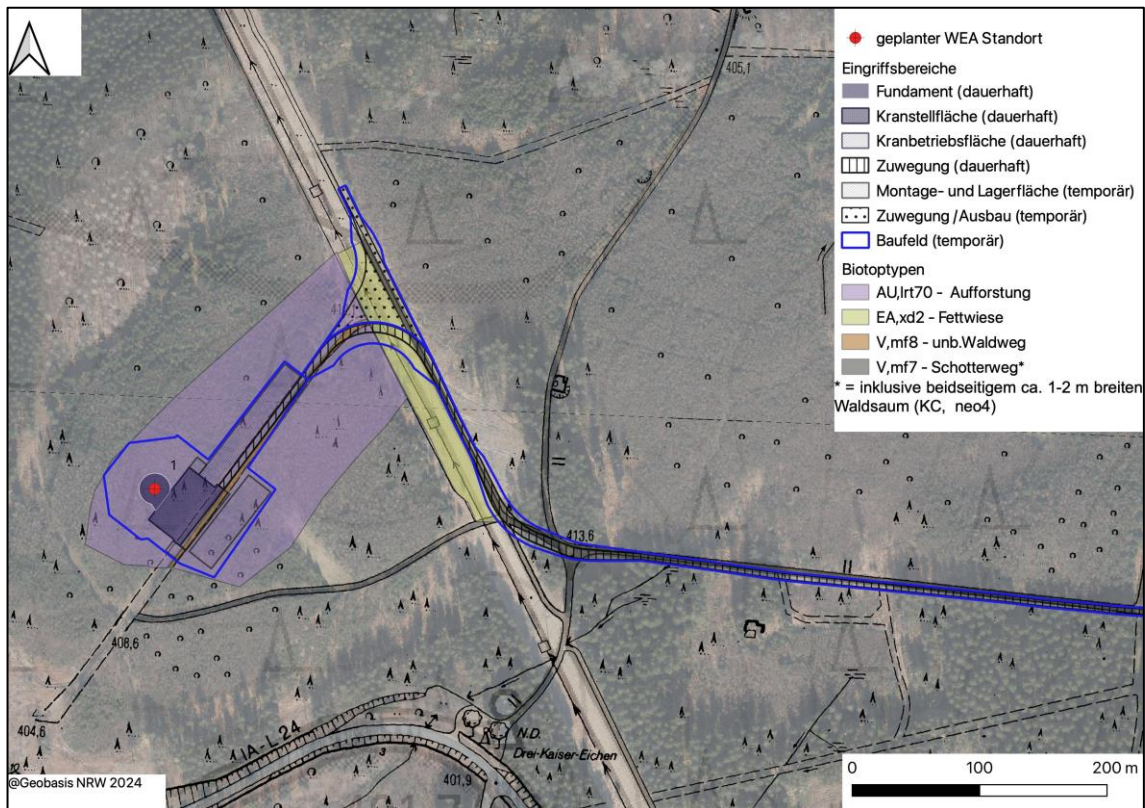 geplanter WEA Standort
Eingriffsbereiche
Fundament (dauerhaft)
Kranstellfläche (dauerhaft)
Kranbetriebsfläche (dauerhaft)
Zuwegung (dauerhaft)
Montage- und Lagerfläche (temporär)
Zuwegung /Ausbau (temporär)
Baufeld (temporär)
Biotoptypen
AU,lrt70 - Aufforstung
EA,xd2 - Fettwiese
V,mf8 - unb.Waldweg
V,mf7 - Schotterweg*
* = inklusive beidseitigem ca. 1-2 m breiten
Waldsaum (KC, neo4)
405,1
1
413,6
408,6
404,6
IA-L 24
3
N.D.
Drei-Kaiser-Eichen
401,9
@Geobasis NRW 2024
0 100 200 m